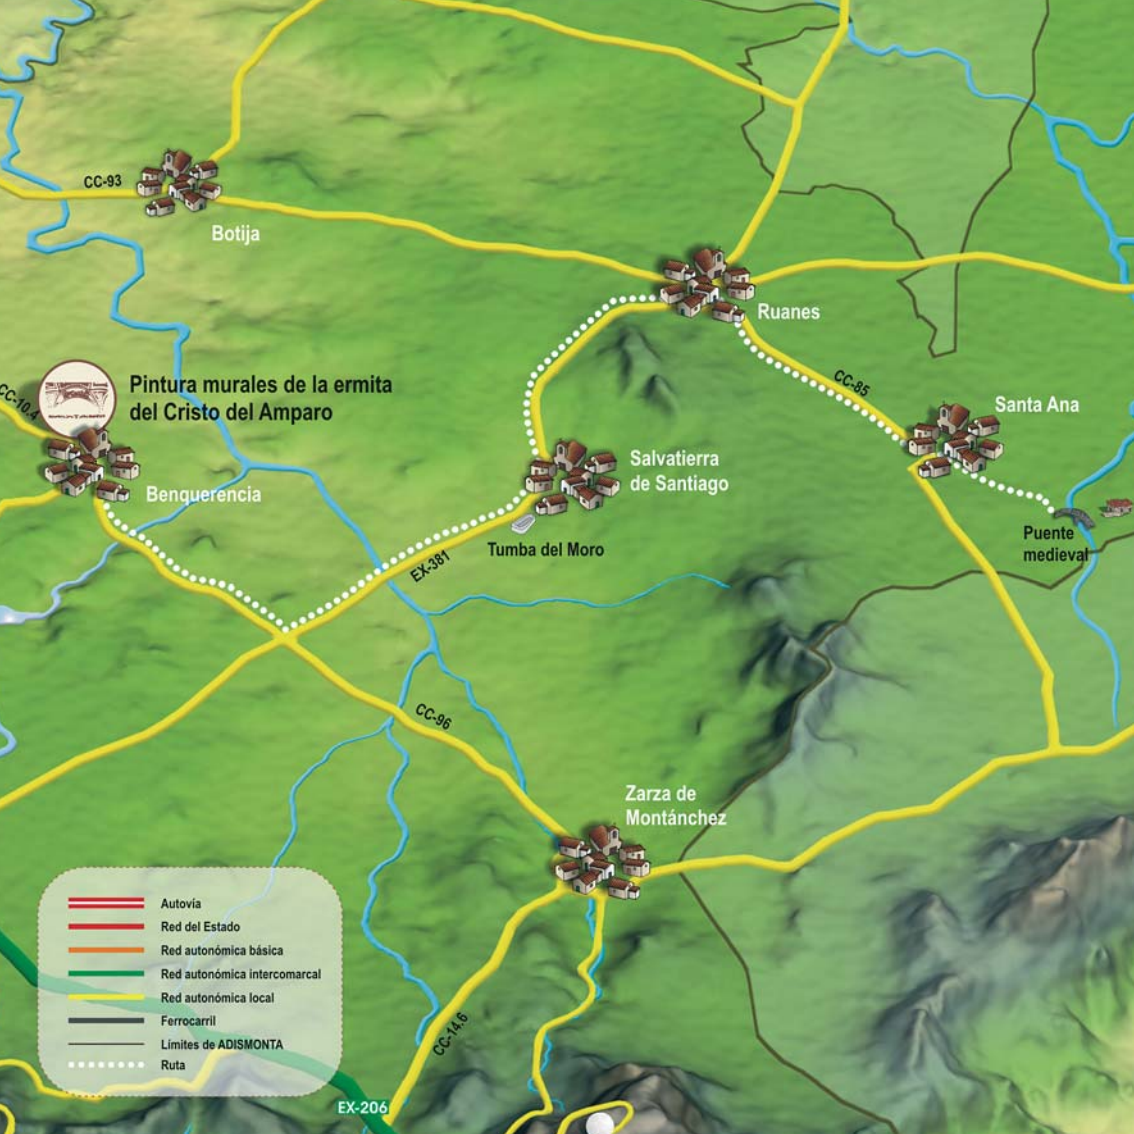 CC-93
Botija
Ruanes
CC-10.4
Pintura murales de la ermita
del Cristo del Amparo
CC-85
Santa Ana
Benquerencia
Salvatierra
de Santiago
Tumba del Moro
EX-381
Puente
medieval
CC-96
Zarza de
Montánchez
Autovía
Red del Estado
Red autonómica básica
Red autonómica intercomarcal
Red autonómica local
Ferrocarril
Límites de ADISMONTA
Ruta
CC-14.6
EX-206